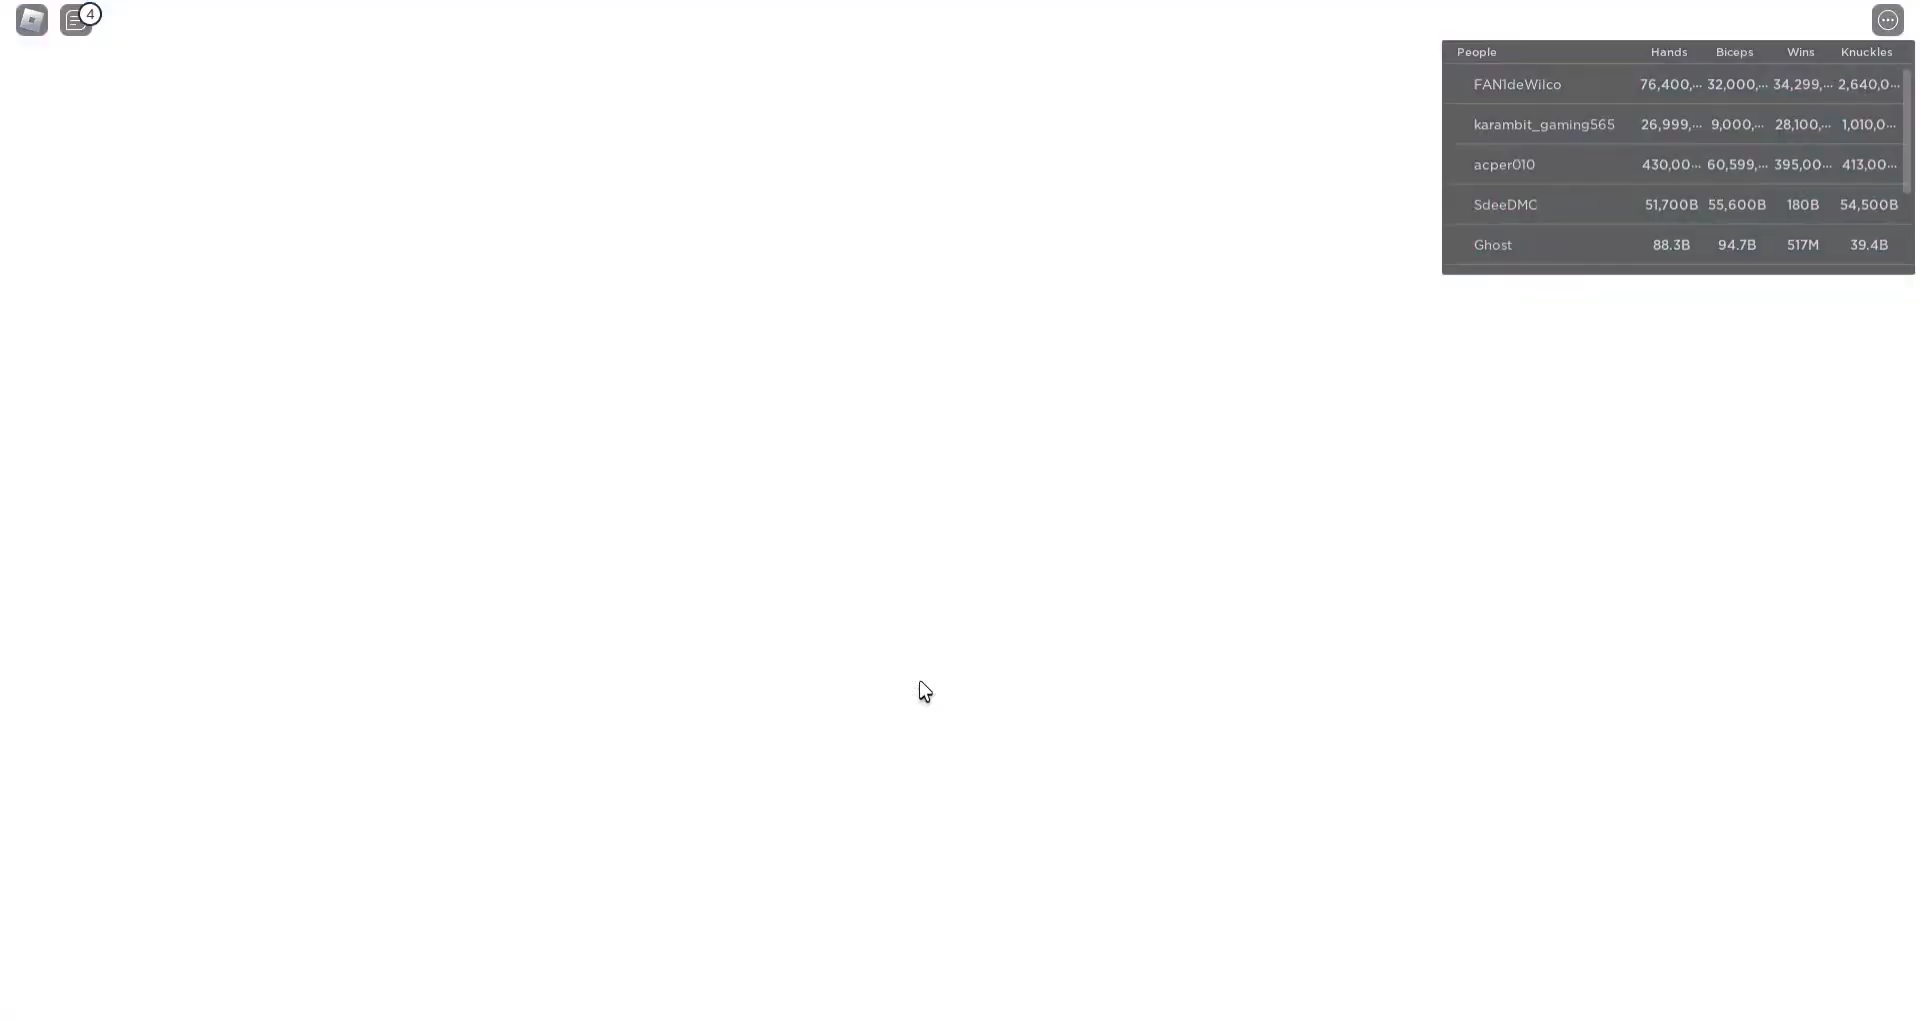 4
People Hands Biceps Wins Knuckles
FAN1deWilco 76,400,... 32,000,... 34,299,... 2,640,0...
karambit_gaming565 26,999,... 9,000,... 28,100,... 1,010,0...
acper010 430,00... 60,599,... 395,00... 413,00...
SdeeDMC 51,700B 55,600B 180B 54,500B
Ghost 88.3B 94.7B 517M 39.4B